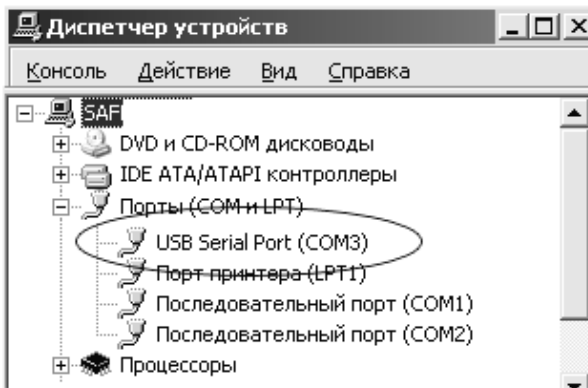 Диспетчер устройств
Консоль Действие Вид Справка
SAF
DVD и CD-ROM дисководы
IDE ATA/ATAPI контроллеры
Порты (COM и LPT)
USB Serial Port (COM3)
Порт принтера (LPT1)
Последовательный порт (COM1)
Последовательный порт (COM2)
Процессоры